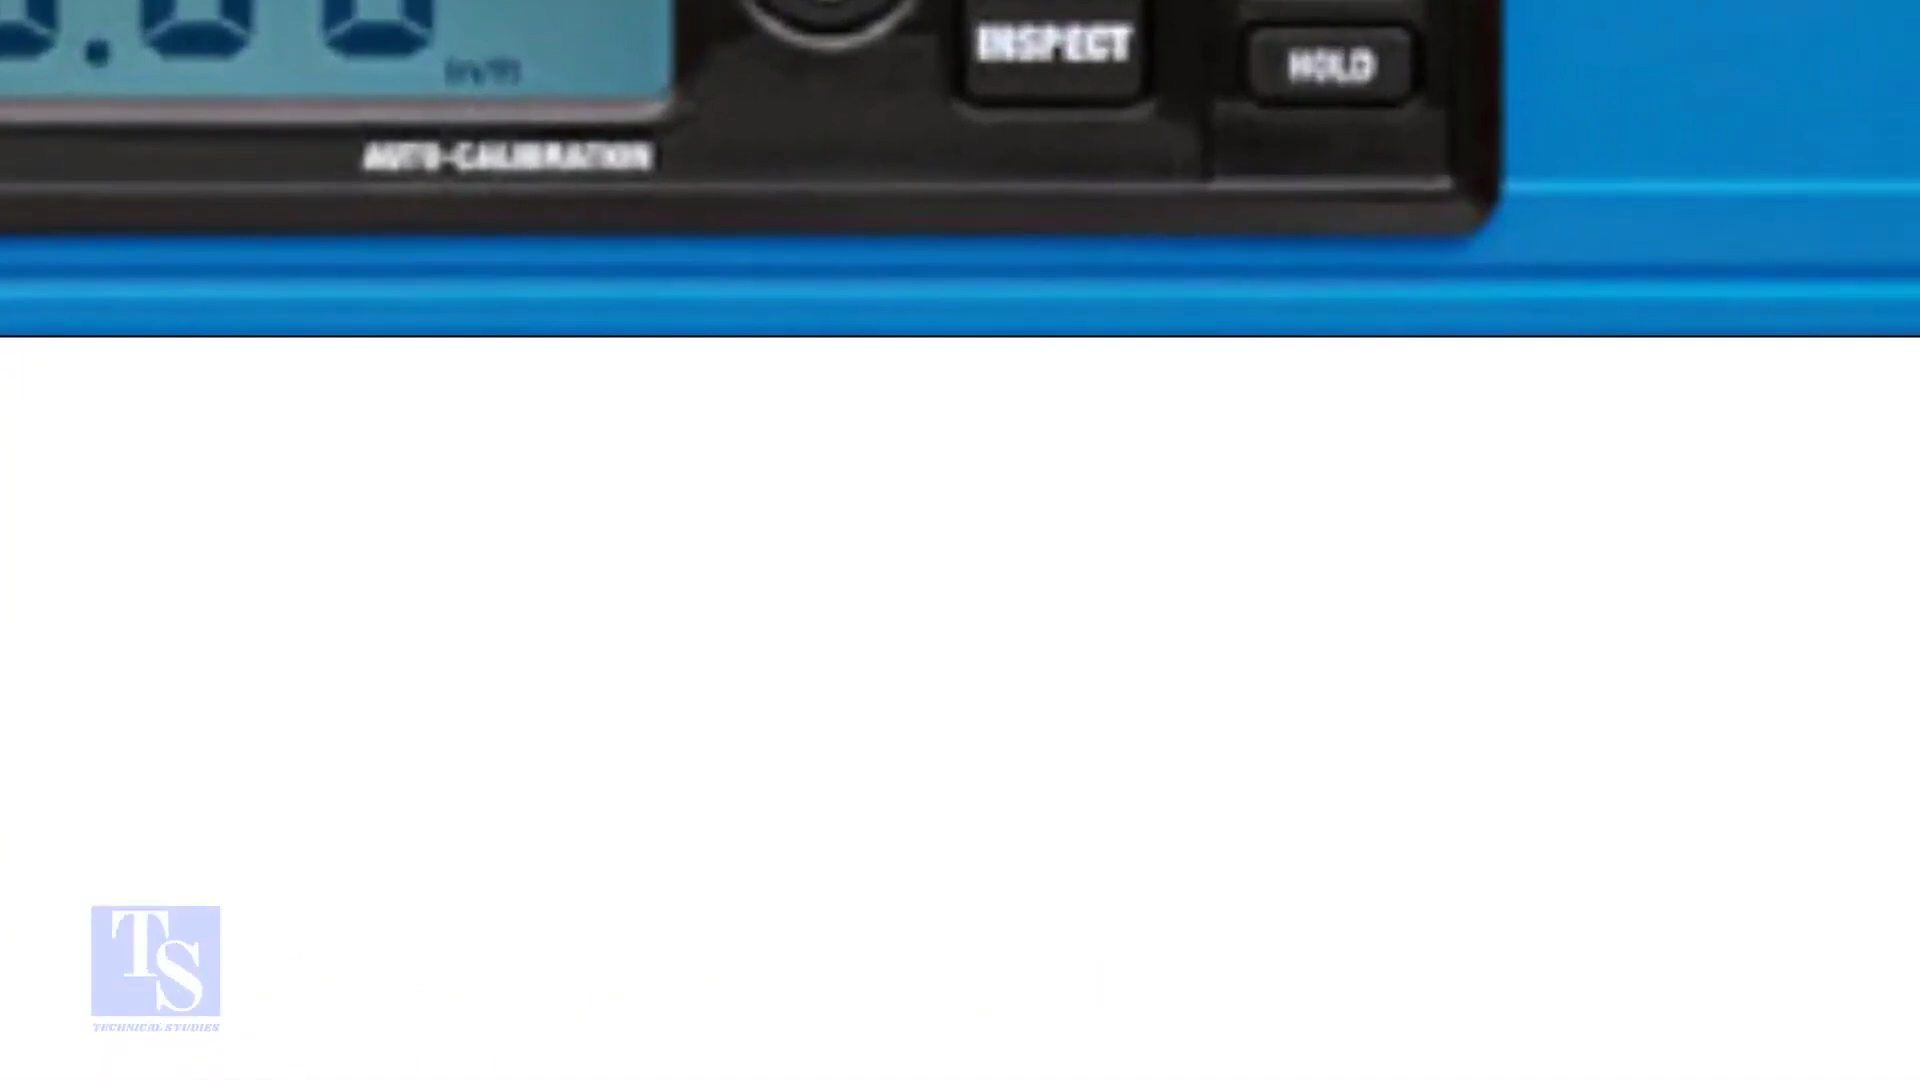 in/ft
INSPECT
HOLD
AUTO-CALIBRATION
TS
TECHNICAL STUDIES